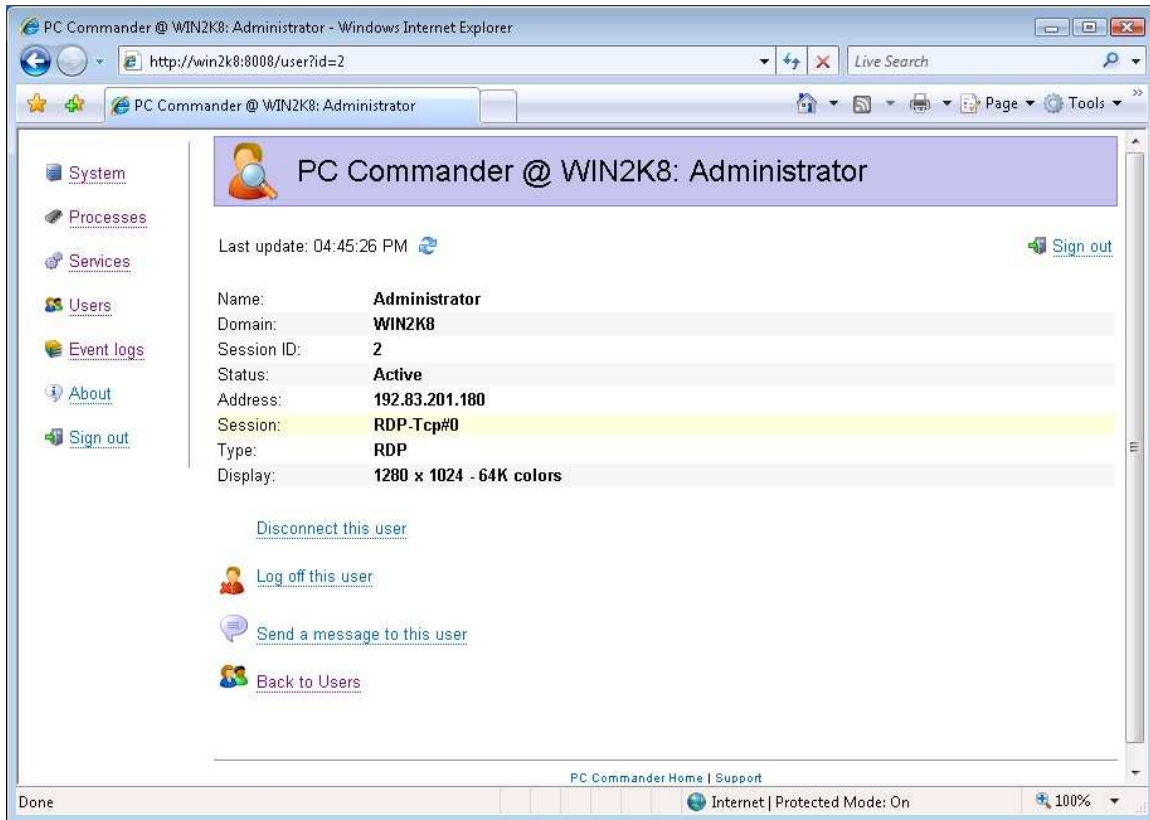 PC Commander @ WIN2K8: Administrator - Windows Internet Explorer
http://win2k8:8008/user?id=2
Live Search
PC Commander @ WIN2K8: Administrator
Page
Tools
System
Processes
Services
Users
Event logs
About
Sign out
PC Commander @ WIN2K8: Administrator
Last update: 04:45:26 PM
Sign out
Name: Administrator
Domain: WIN2K8
Session ID: 2
Status: Active
Address: 192.83.201.180
Session: RDP-Tcp#0
Type: RDP
Display: 1280 x 1024 - 64K colors
Disconnect this user
Log off this user
Send a message to this user
Back to Users
PC Commander Home | Support
Done
Internet | Protected Mode: On
100%